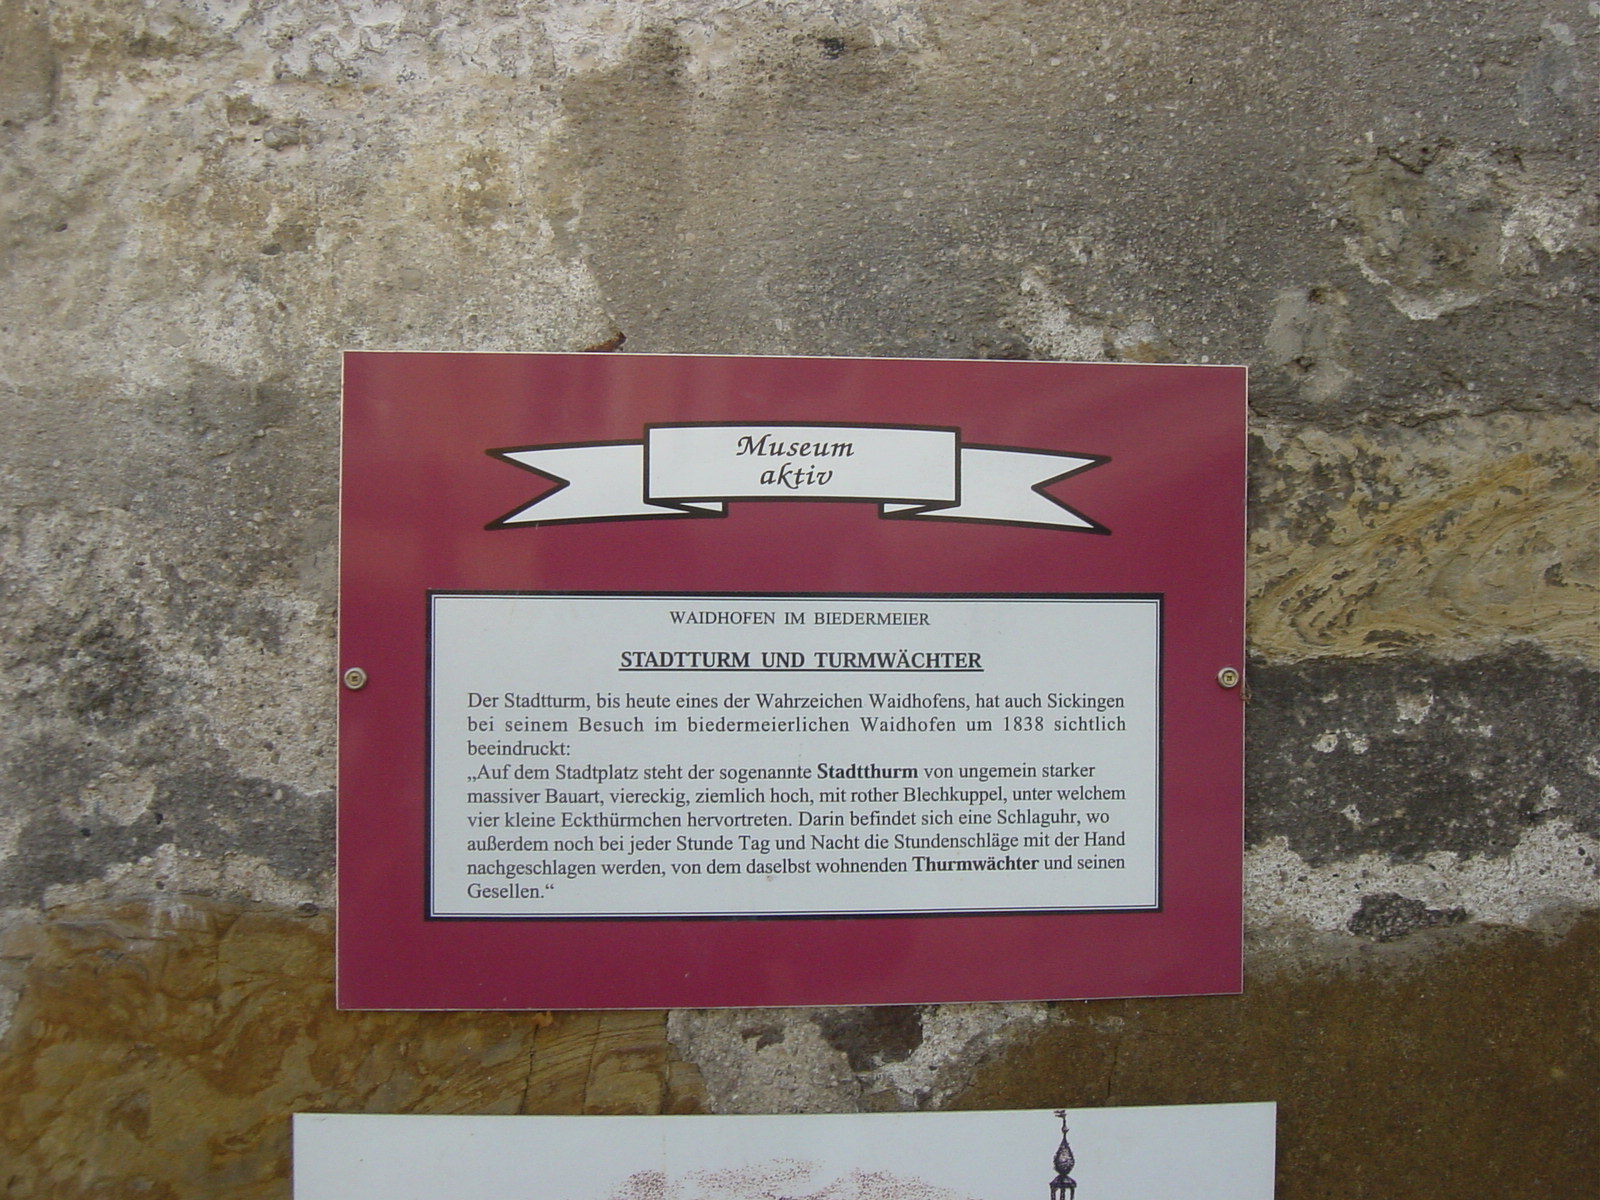 Museum
aktiv
WAIDHOFEN IM BIEDERMEIER
STADTTURM UND TURMWÄCHTER
Der Stadtturm, bis heute eines der Wahrzeichen Waidhofens, hat auch Sickingen
bei seinem Besuch im biedermeierlichen Waidhofen um 1838 sichtlich
beeindruckt:
„Auf dem Stadtplatz steht der sogenannte Stadtthurm von ungemein starker
massiver Bauart, viereckig, ziemlich hoch, mit rother Blechkuppel, unter welchem
vier kleine Eckthürmchen hervortreten. Darin befindet sich eine Schlaguhr, wo
außerdem noch bei jeder Stunde Tag und Nacht die Stundenschläge mit der Hand
nachgeschlagen werden, von dem daselbst wohnenden Thurmwächter und seinen
Gesellen.“